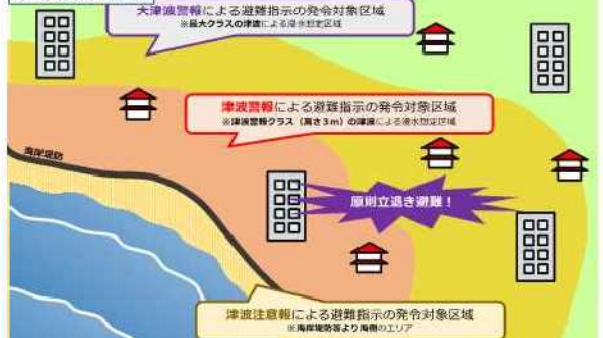 大津波警報による避難指示の発令対象区域
※最大クラスの津波による浸水想定区域
津波警報による避難指示の発令対象区域
※津波警報クラス（高さ3m）の津波による浸水想定区域
海岸堤防
原則立退き避難！
津波注意報による避難指示の発令対象区域
※海岸堤防等より海側のエリア